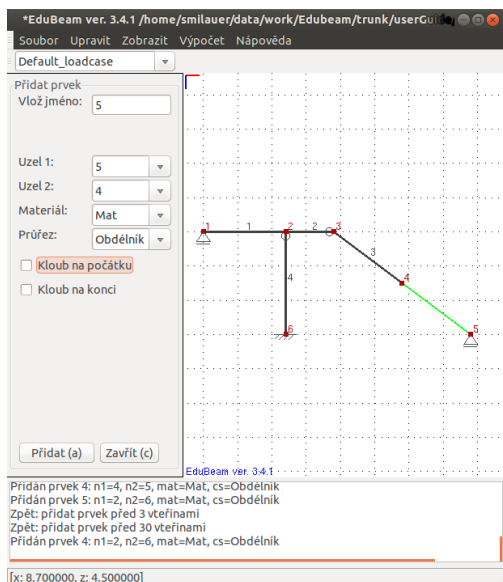 *EduBeam ver. 3.4.1 /home/smilauer/data/work/Edubeam/trunk/userGu
Soubor Upravit Zobrazit Výpočet Nápověda
Default_loadcase
Přidat prvek
Vlož jméno: 5
Uzel 1: 5
Uzel 2: 4
Materiál: Mat
Průřez: Obdélník
Kloub na počátku
Kloub na konci
Přidat (a) Zavřít (c)
1 1 2 2 3
3
4 4
5
6
EduBeam ver. 3.4.1
Přidán prvek 4: n1=4, n2=5, mat=Mat, cs=Obdélník
Přidán prvek 5: n1=2, n2=6, mat=Mat, cs=Obdélník
Zpět: přidat prvek před 3 vteřinami
Zpět: přidat prvek před 30 vteřinami
Přidán prvek 4: n1=2, n2=6, mat=Mat, cs=Obdélník
[x: 8.700000, z: 4.500000]